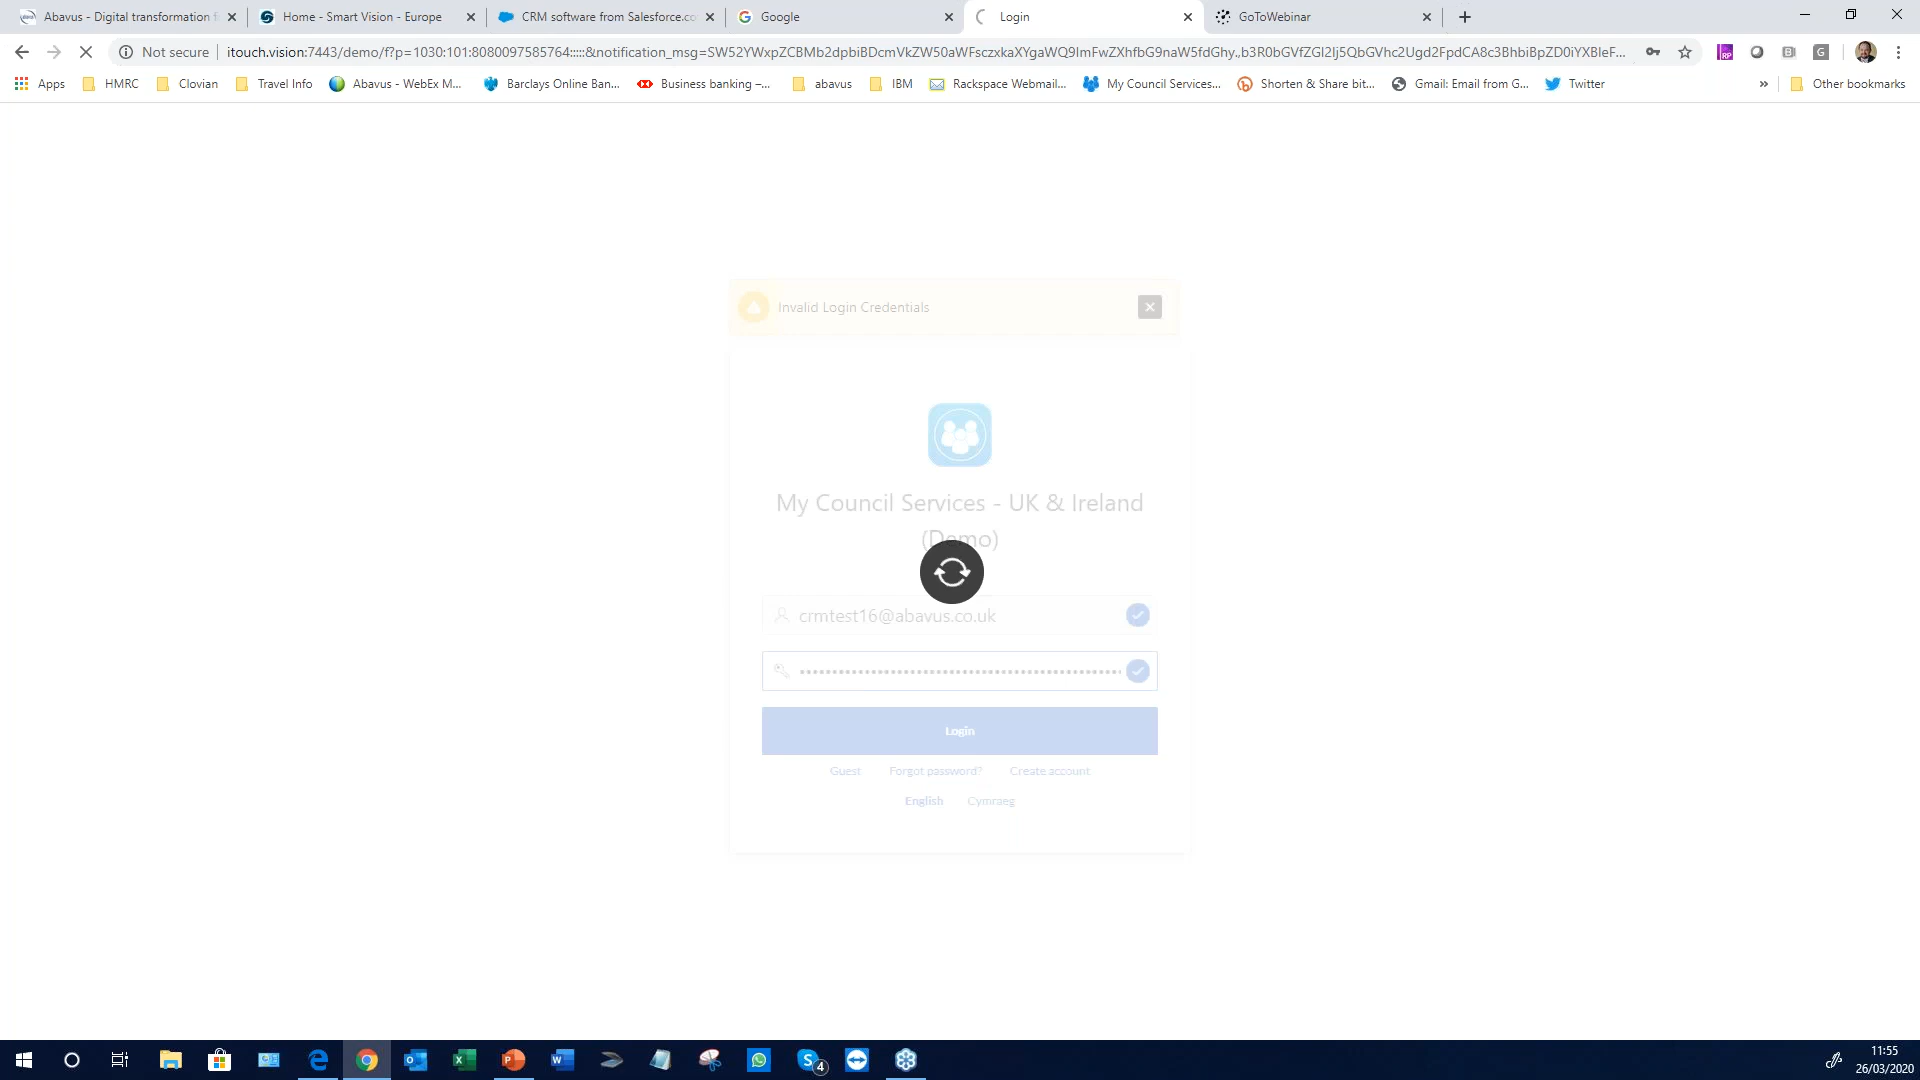 Abavus - Digital transformation f
Home - Smart Vision - Europe
CRM software from Salesforce.co
Google
Login
GoToWebinar
Not secure
itouch.vision:7443/demo/f?p=1030:101:8080097585764:::::&notification_msg=SW52YWxpZCBMb2dpbiBDcmVkZW50aWFsczxkaXYgaWQ9ImFwZXhfbG9naW5fdGhy.,b3R0bGVfZGl2Ij5QbGVhc2Ugd2FpdCA8c3BhbiBpZD0iYXBleF...
Apps
HMRC
Clovian
Travel Info
Abavus - WebEx M...
Barclays Online Ban...
Business banking –...
abavus
IBM
Rackspace Webmail...
My Council Services...
Shorten & Share bit...
Gmail: Email from G...
Twitter
»
Other bookmarks
Invalid Login Credentials
My Council Services - UK & Ireland
(Demo)
crmtest16@abavus.co.uk
Login
Guest
Forgot password?
Create account
English
Cymraeg
4
11:55
26/03/2020